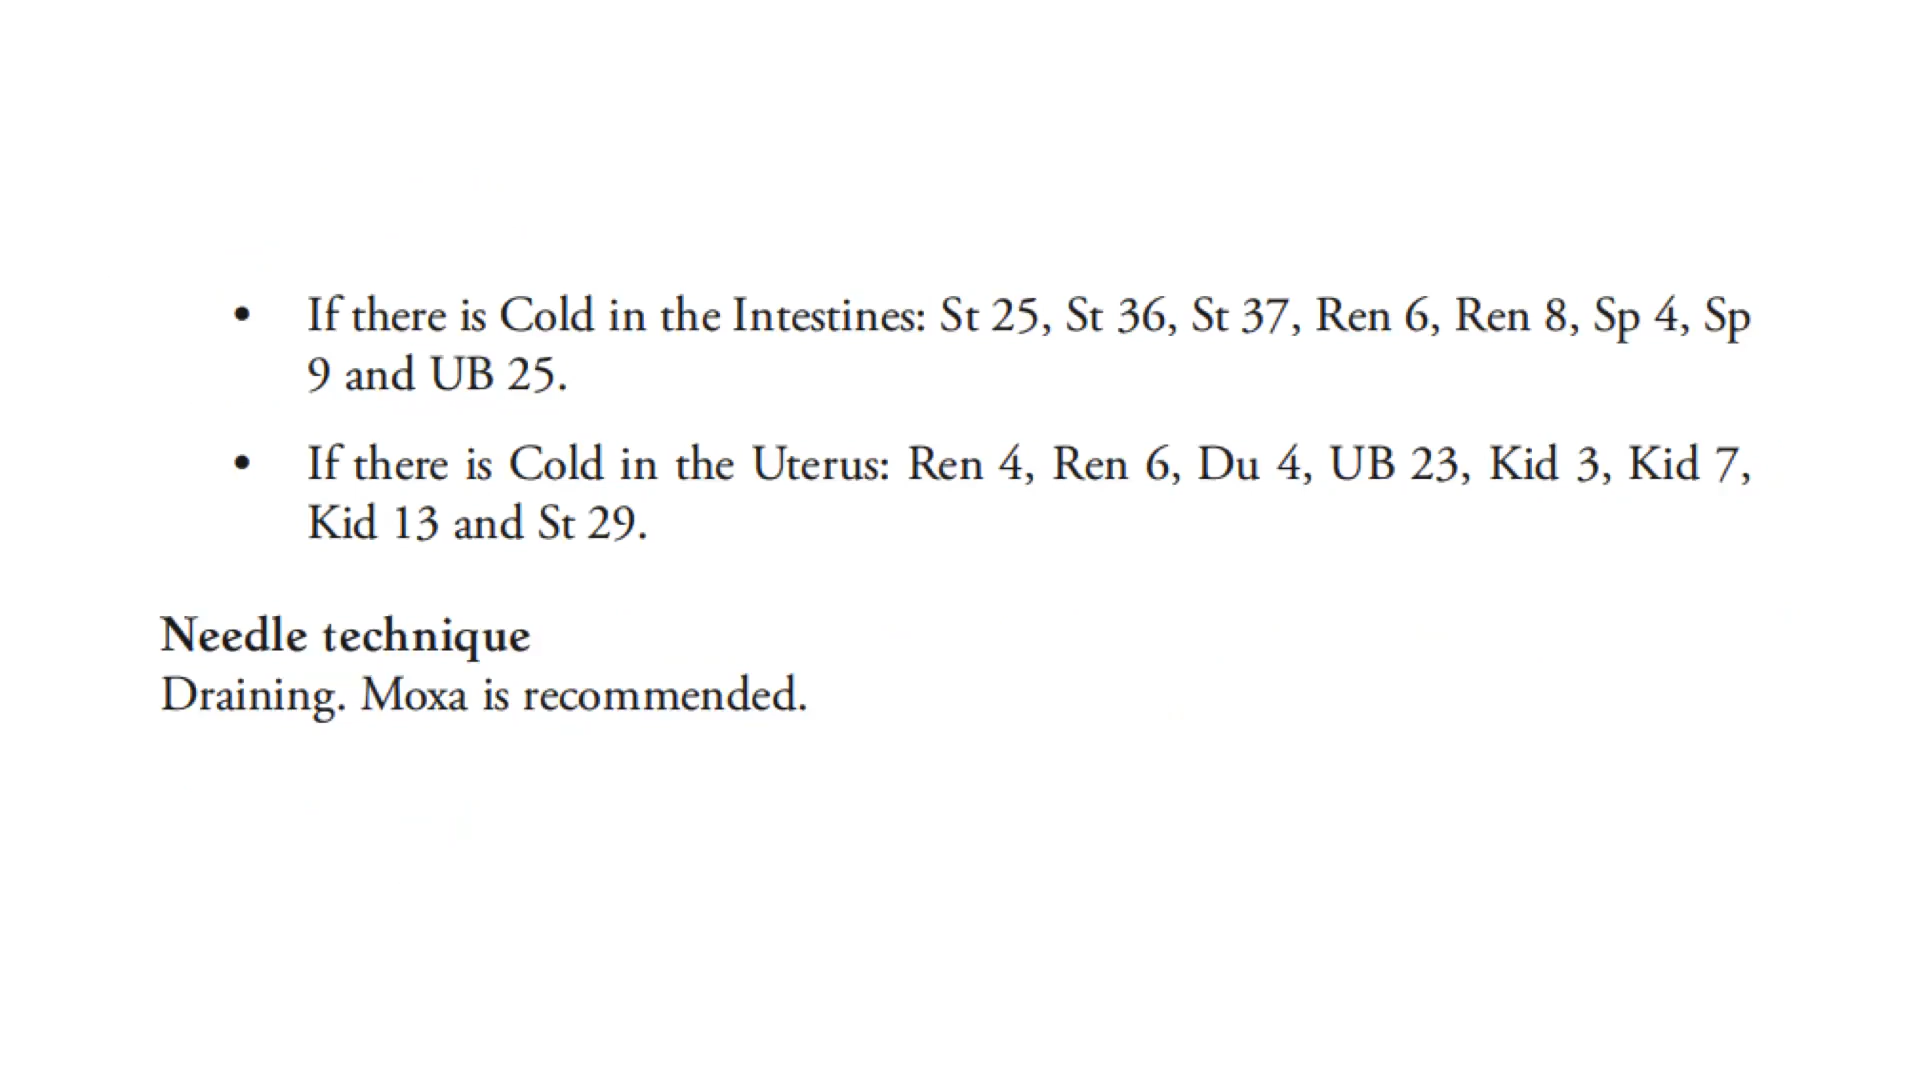 • If there is Cold in the Intestines: St 25, St 36, St 37, Ren 6, Ren 8, Sp 4, Sp
9 and UB 25.
• If there is Cold in the Uterus: Ren 4, Ren 6, Du 4, UB 23, Kid 3, Kid 7,
Kid 13 and St 29.
Needle technique
Draining. Moxa is recommended.